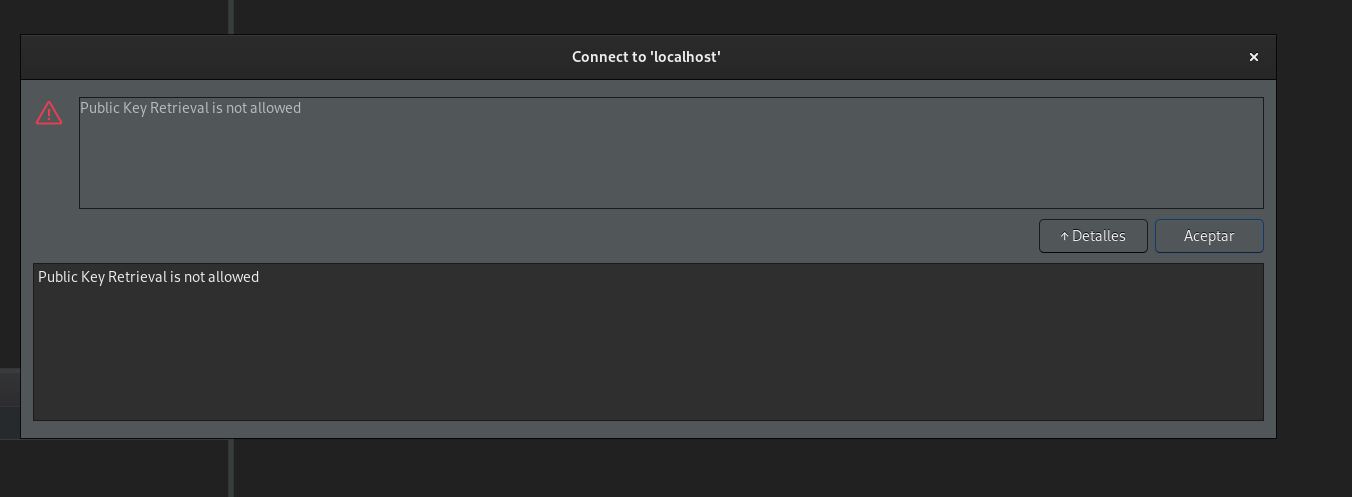 Connect to 'localhost'
Public Key Retrieval is not allowed
↑ Detalles
Aceptar
Public Key Retrieval is not allowed